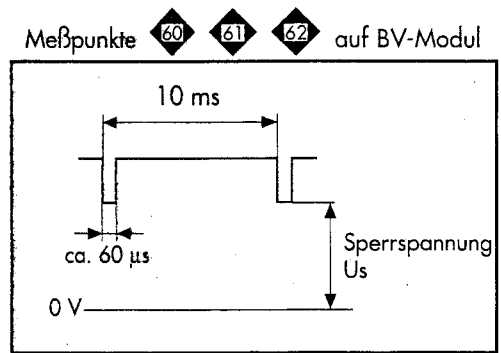 Meßpunkte 60 61 62 auf BV-Modul
10 ms
ca. 60 µs
Sperrspannung
Us
0 V